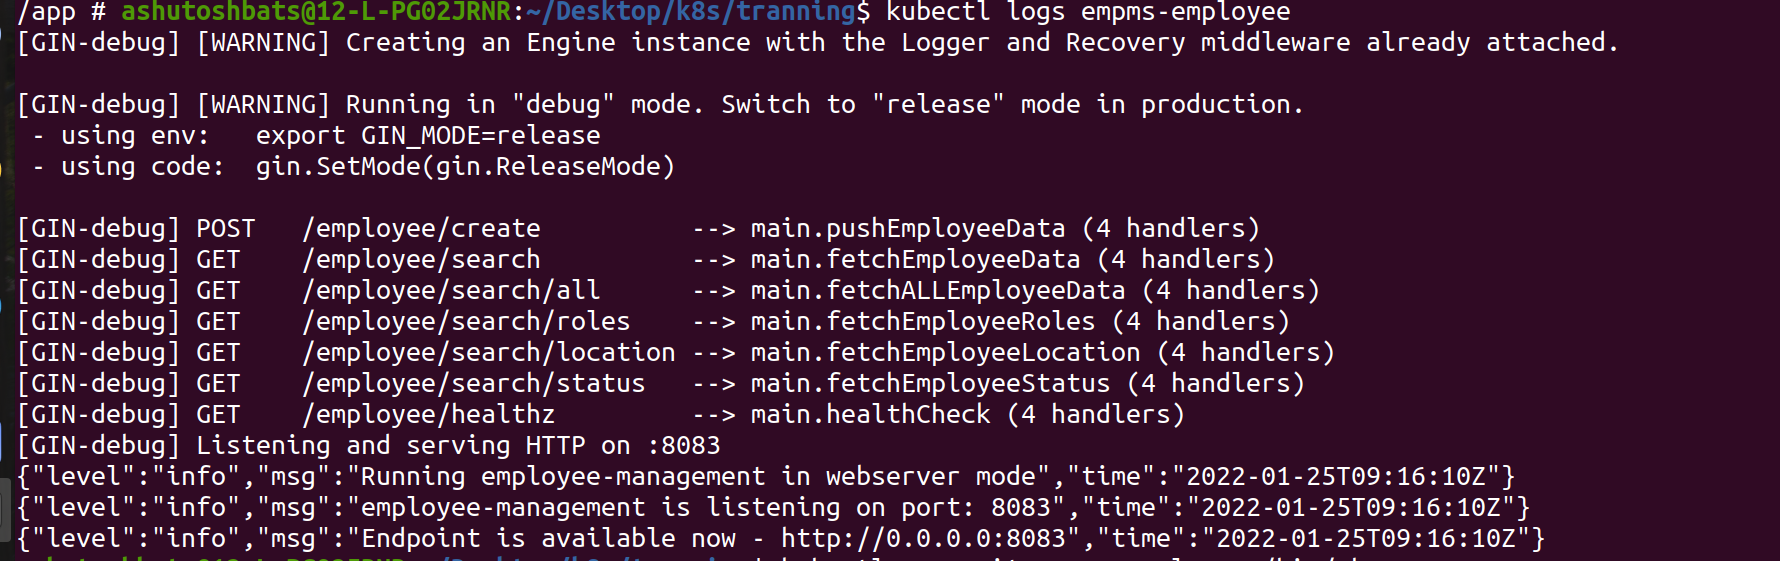 /app # ashutoshbats@12-L-PG02JRNR:~/Desktop/k8s/tranning$ kubectl logs empms-employee
[GIN-debug] [WARNING] Creating an Engine instance with the Logger and Recovery middleware already attached.
[GIN-debug] [WARNING] Running in "debug" mode. Switch to "release" mode in production.
 - using env:   export GIN_MODE=release
 - using code:  gin.SetMode(gin.ReleaseMode)
[GIN-debug] POST   /employee/create          --> main.pushEmployeeData (4 handlers)
[GIN-debug] GET    /employee/search          --> main.fetchEmployeeData (4 handlers)
[GIN-debug] GET    /employee/search/all      --> main.fetchALLEmployeeData (4 handlers)
[GIN-debug] GET    /employee/search/roles    --> main.fetchEmployeeRoles (4 handlers)
[GIN-debug] GET    /employee/search/location --> main.fetchEmployeeLocation (4 handlers)
[GIN-debug] GET    /employee/search/status   --> main.fetchEmployeeStatus (4 handlers)
[GIN-debug] GET    /employee/healthz         --> main.healthCheck (4 handlers)
[GIN-debug] Listening and serving HTTP on :8083
{"level":"info","msg":"Running employee-management in webserver mode","time":"2022-01-25T09:16:10Z"}
{"level":"info","msg":"employee-management is listening on port: 8083","time":"2022-01-25T09:16:10Z"}
{"level":"info","msg":"Endpoint is available now - http://0.0.0.0:8083","time":"2022-01-25T09:16:10Z"}